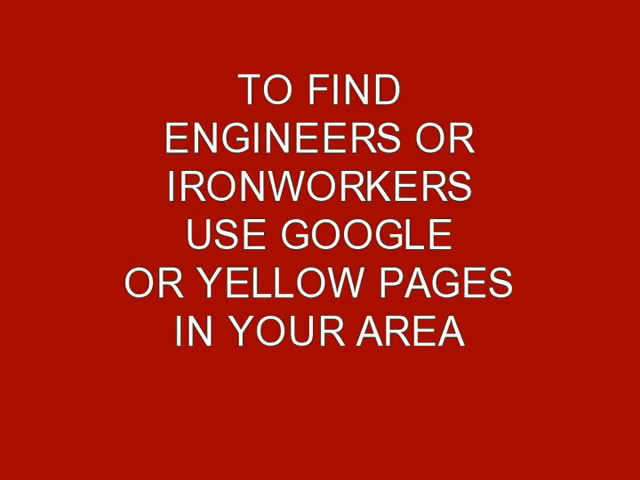 TO FIND
ENGINEERS OR
IRONWORKERS
USE GOOGLE
OR YELLOW PAGES
IN YOUR AREA